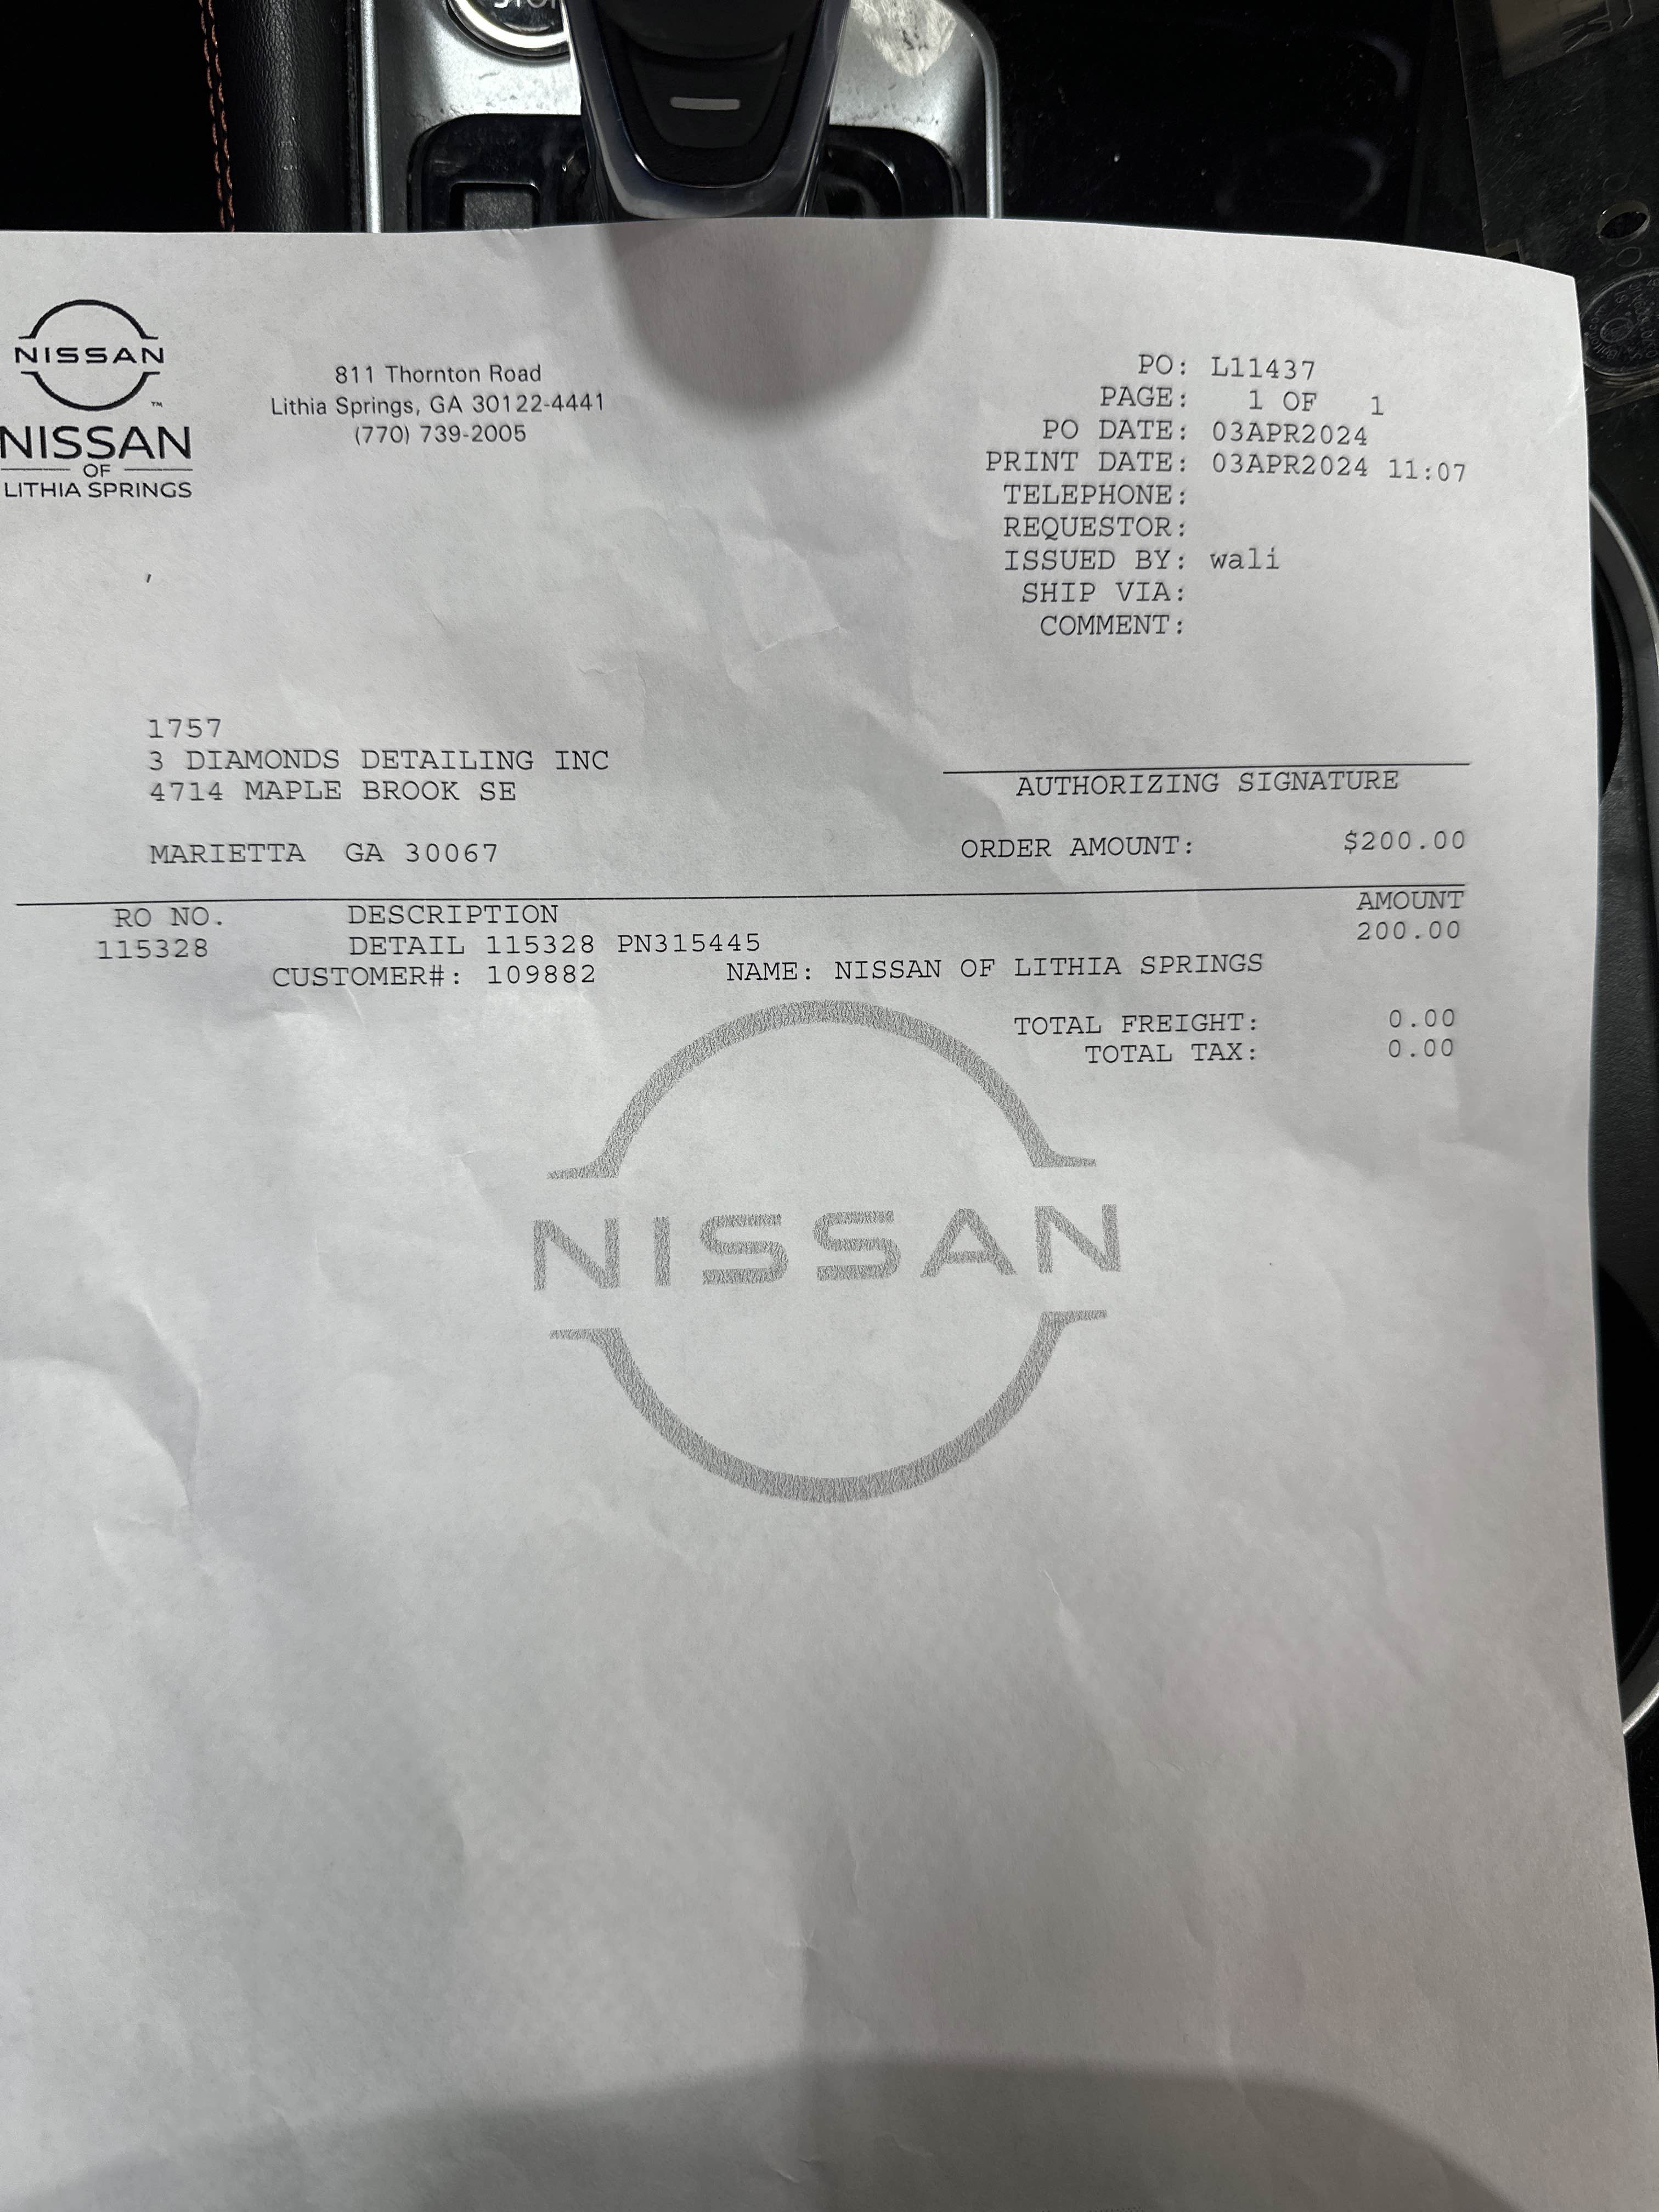 NISSAN
NISSAN
OF
LITHIA SPRINGS
811 Thornton Road
Lithia Springs, GA 30122-4441
(770) 739-2005
PO: L11437
PAGE: 1 OF 1
PO DATE: 03APR2024
PRINT DATE: 03APR2024 11:07
TELEPHONE:
REQUESTOR:
ISSUED BY: wali
SHIP VIA:
COMMENT:
1757
3 DIAMONDS DETAILING INC
4714 MAPLE BROOK SE
MARIETTA GA 30067
AUTHORIZING SIGNATURE
ORDER AMOUNT: $200.00
RO NO. DESCRIPTION AMOUNT
115328 DETAIL 115328 PN315445 200.00
CUSTOMER#: 109882 NAME: NISSAN OF LITHIA SPRINGS
TOTAL FREIGHT: 0.00
TOTAL TAX: 0.00
NISSAN